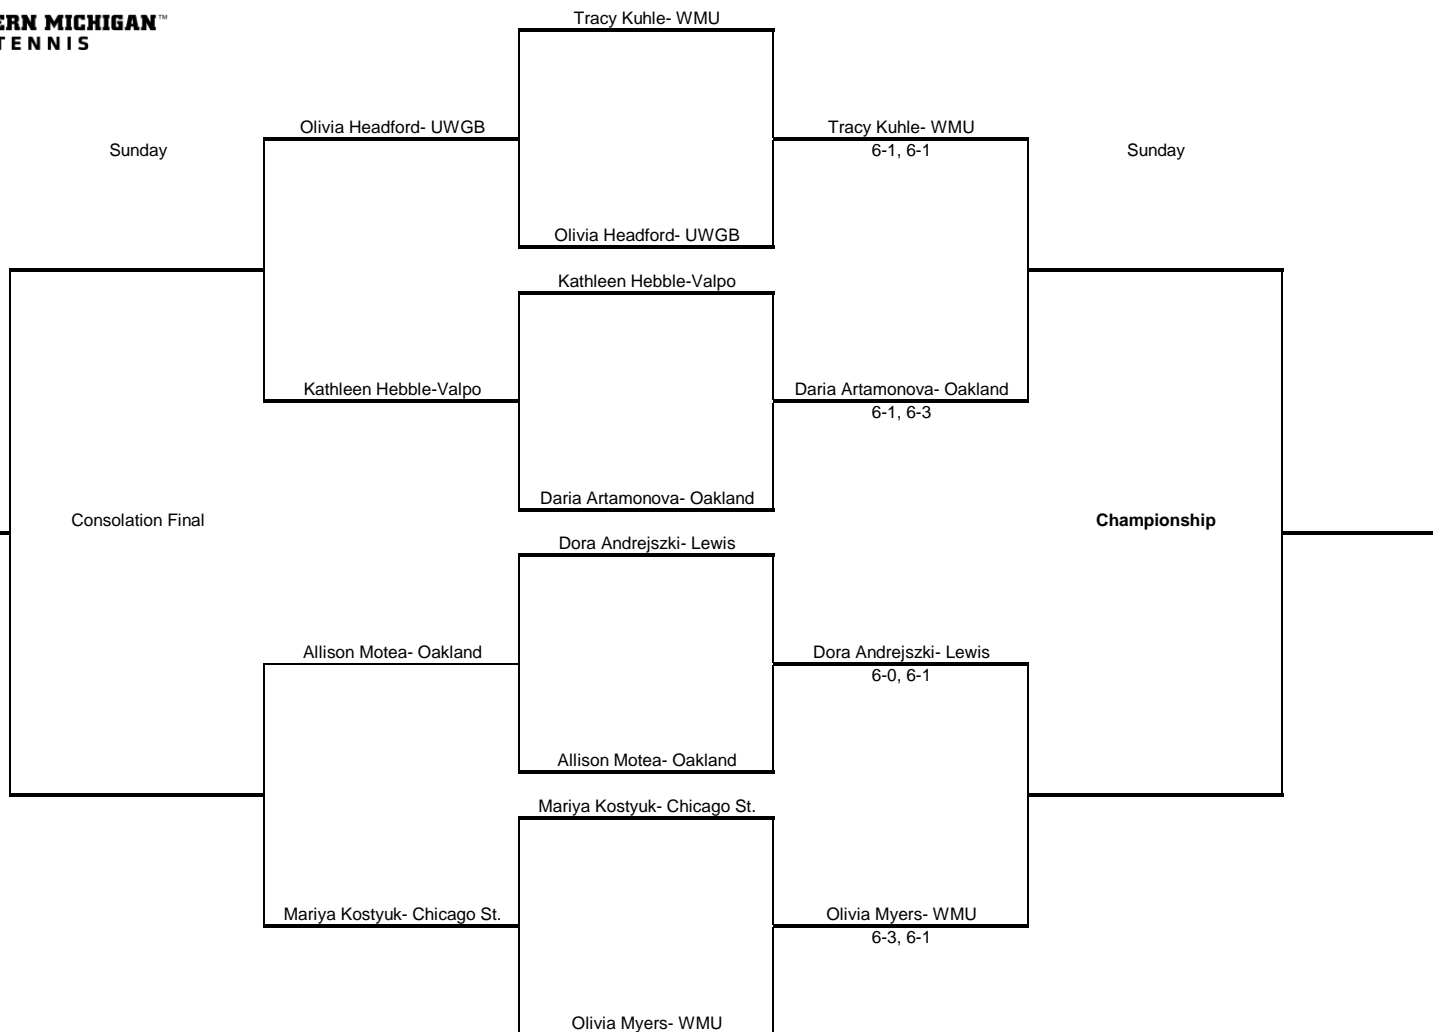 ERN MICHIGAN™
TENNIS
Tracy Kuhle- WMU
Olivia Headford- UWGB
Tracy Kuhle- WMU
Sunday
6-1, 6-1
Sunday
Olivia Headford- UWGB
Kathleen Hebble-Valpo
Kathleen Hebble-Valpo
Daria Artamonova- Oakland
6-1, 6-3
Daria Artamonova- Oakland
Consolation Final
Championship
Dora Andrejszki- Lewis
Allison Motea- Oakland
Dora Andrejszki- Lewis
6-0, 6-1
Allison Motea- Oakland
Mariya Kostyuk- Chicago St.
Mariya Kostyuk- Chicago St.
Olivia Myers- WMU
6-3, 6-1
Olivia Myers- WMU